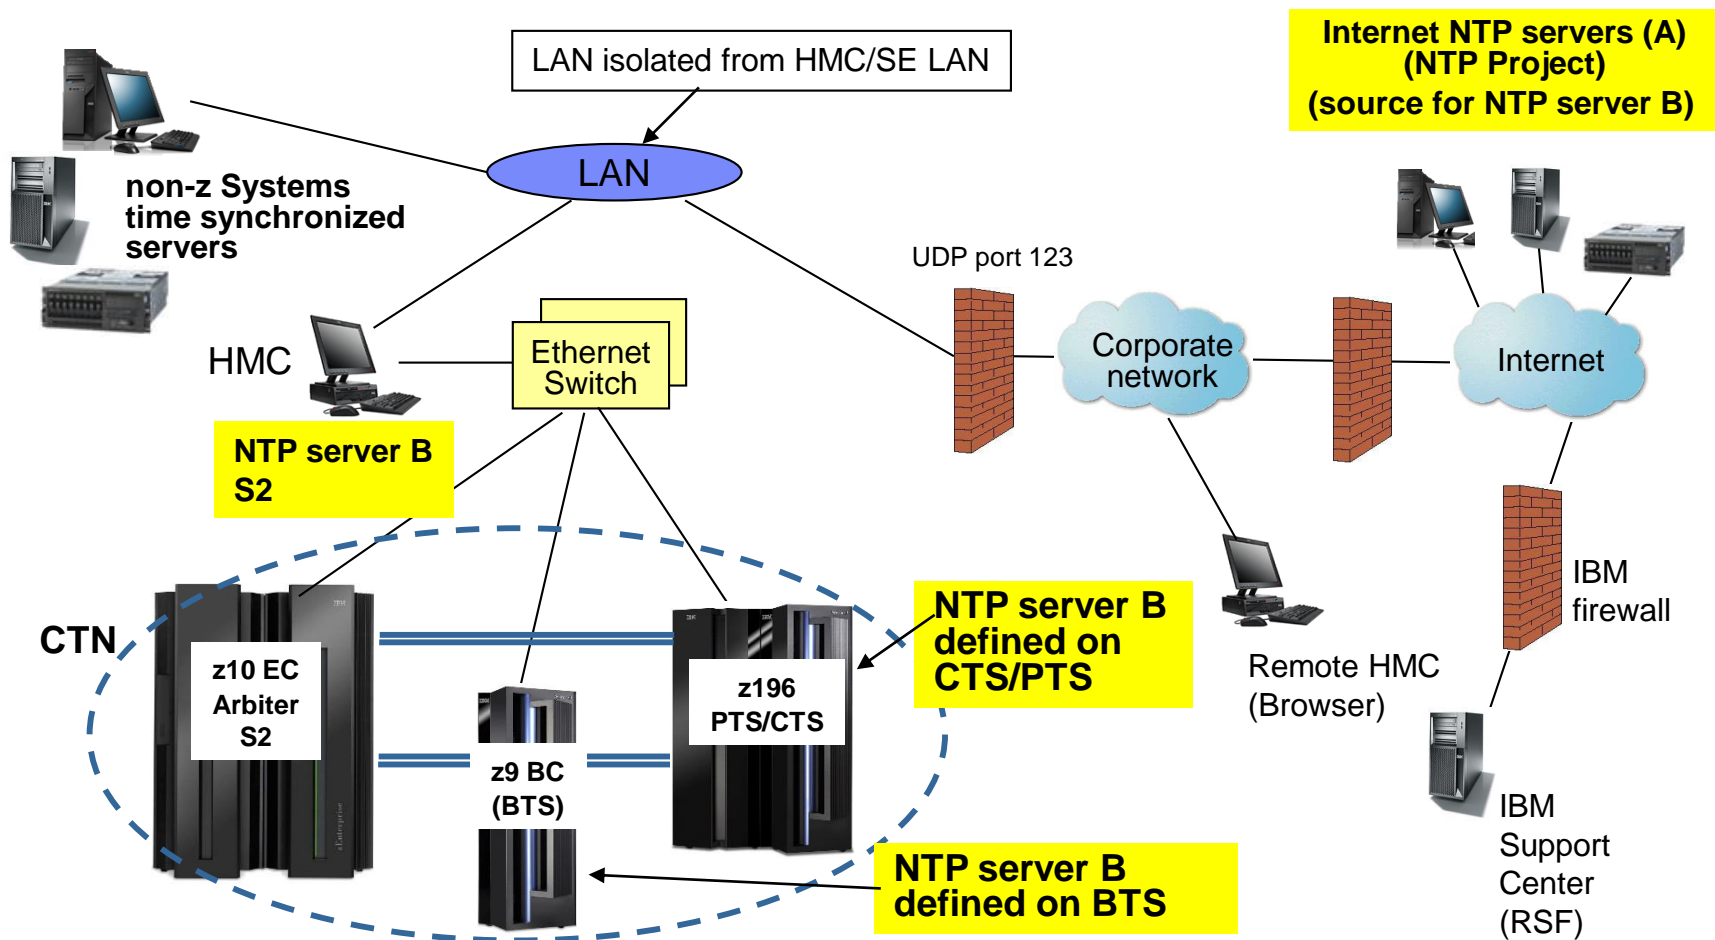 LAN isolated from HMC/SE LAN
Internet NTP servers (A)
(NTP Project)
(source for NTP server B)
LAN
non-z Systems
time synchronized
servers
UDP port 123
HMC
Ethernet
Switch
Corporate
network
Internet
NTP server B
S2
CTN
z10 EC
Arbiter
S2
z196
PTS/CTS
z9 BC
(BTS)
NTP server B
defined on
CTS/PTS
NTP server B
defined on BTS
Remote HMC
(Browser)
IBM
firewall
IBM
Support
Center
(RSF)
zEnterprise